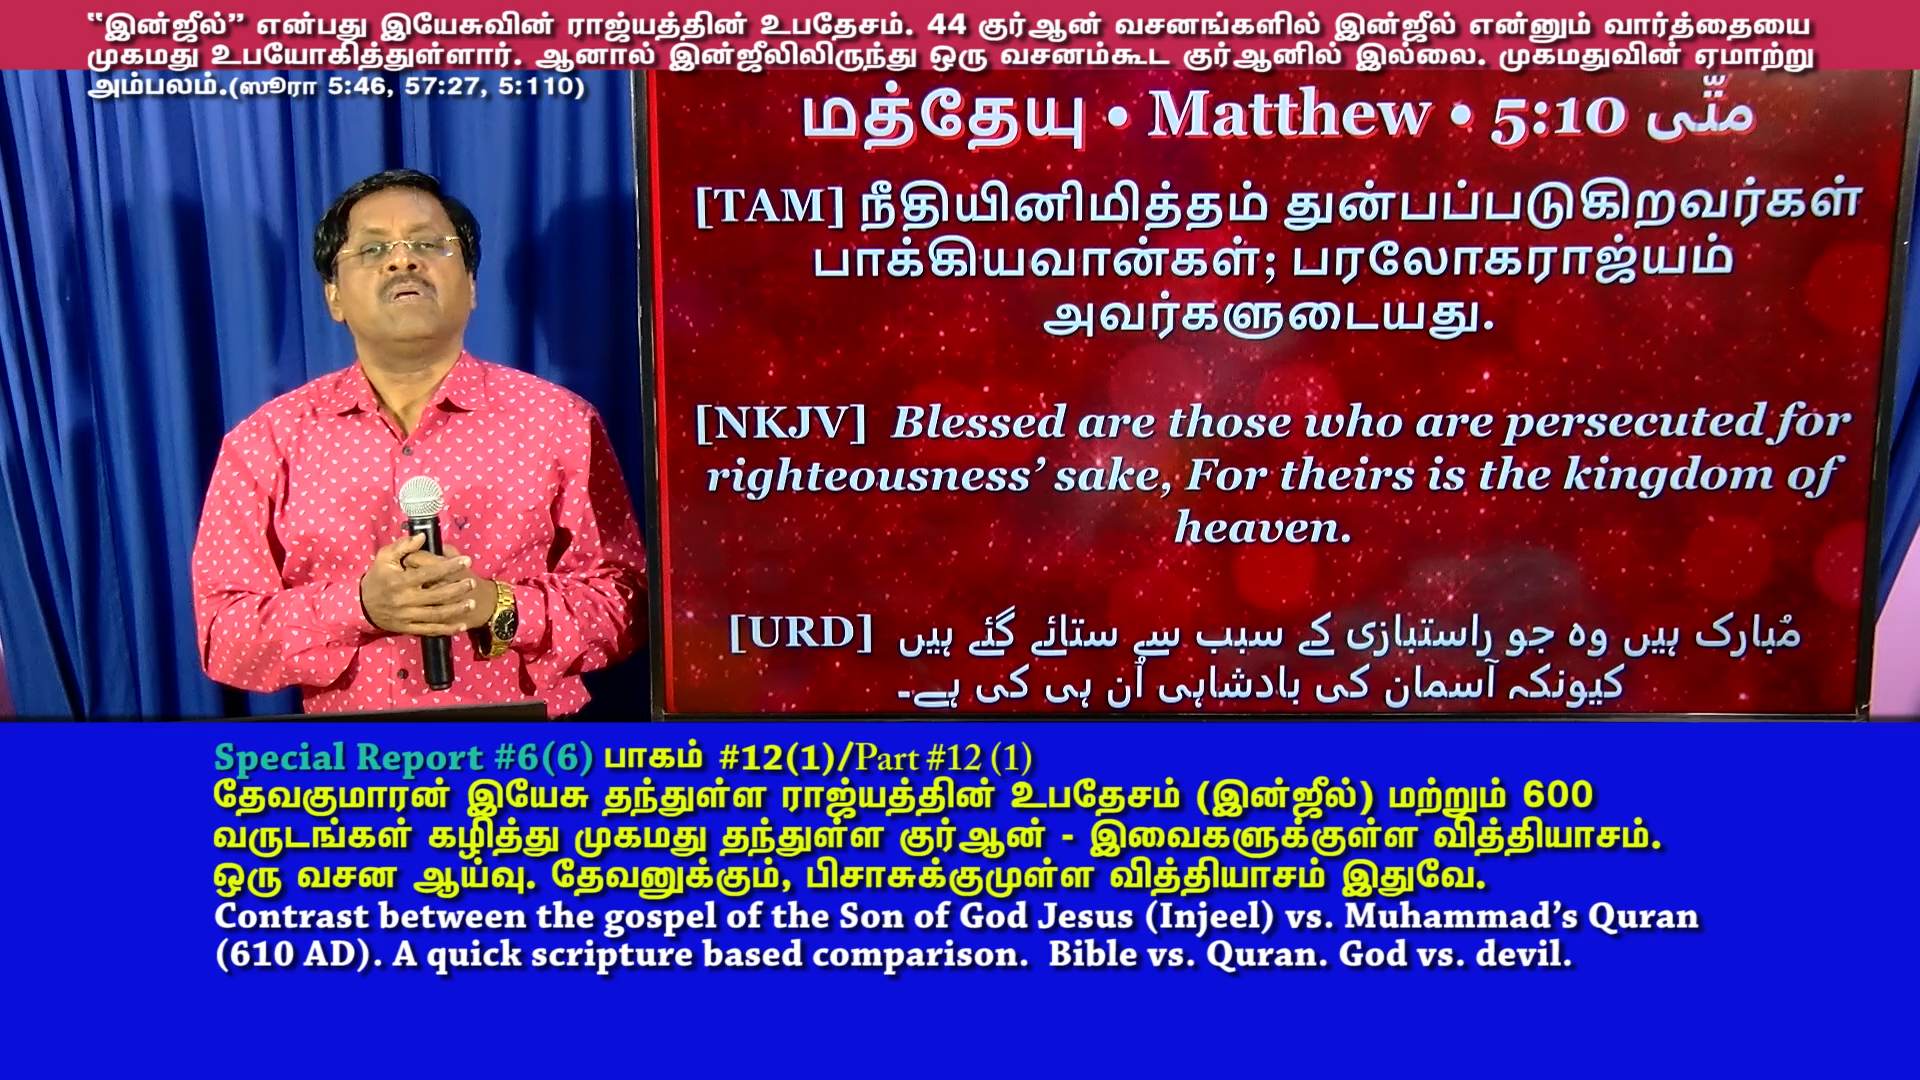 “இன்ஜீல்” என்பது இயேசுவின் ராஜ்யத்தின் உபதேசம். 44 குர்ஆன் வசனங்களில் இன்ஜீல் என்னும் வார்த்தையை
முகமது உபயோகித்துள்ளார். ஆனால் இன்ஜீலிலிருந்து ஒரு வசனம்கூட குர்ஆனில் இல்லை. முகமதுவின் ஏமாற்று
அம்பலம்.(ஸூரா 5:46, 57:27, 5:110)
மத்தேயு • Matthew • 5:10 متّی
[TAM] நீதியினிமித்தம் துன்பப்படுகிறவர்கள்
பாக்கியவான்கள்; பரலோகராஜ்யம்
அவர்களுடையது.
[NKJV] Blessed are those who are persecuted for
righteousness’ sake, For theirs is the kingdom of
heaven.
[URD] مُبارک ہیں وہ جو راستبازی کے سبب سے ستائے گئے ہیں
کیونکہ آسمان کی بادشاہی اُن ہی کی ہے۔
Special Report #6(6) பாகம் #12(1)/Part #12 (1)
தேவகுமாரன் இயேசு தந்துள்ள ராஜ்யத்தின் உபதேசம் (இன்ஜீல்) மற்றும் 600
வருடங்கள் கழித்து முகமது தந்துள்ள குர்ஆன் - இவைகளுக்குள்ள வித்தியாசம்.
ஒரு வசன ஆய்வு. தேவனுக்கும், பிசாசுக்குமுள்ள வித்தியாசம் இதுவே.
Contrast between the gospel of the Son of God Jesus (Injeel) vs. Muhammad’s Quran
(610 AD). A quick scripture based comparison. Bible vs. Quran. God vs. devil.